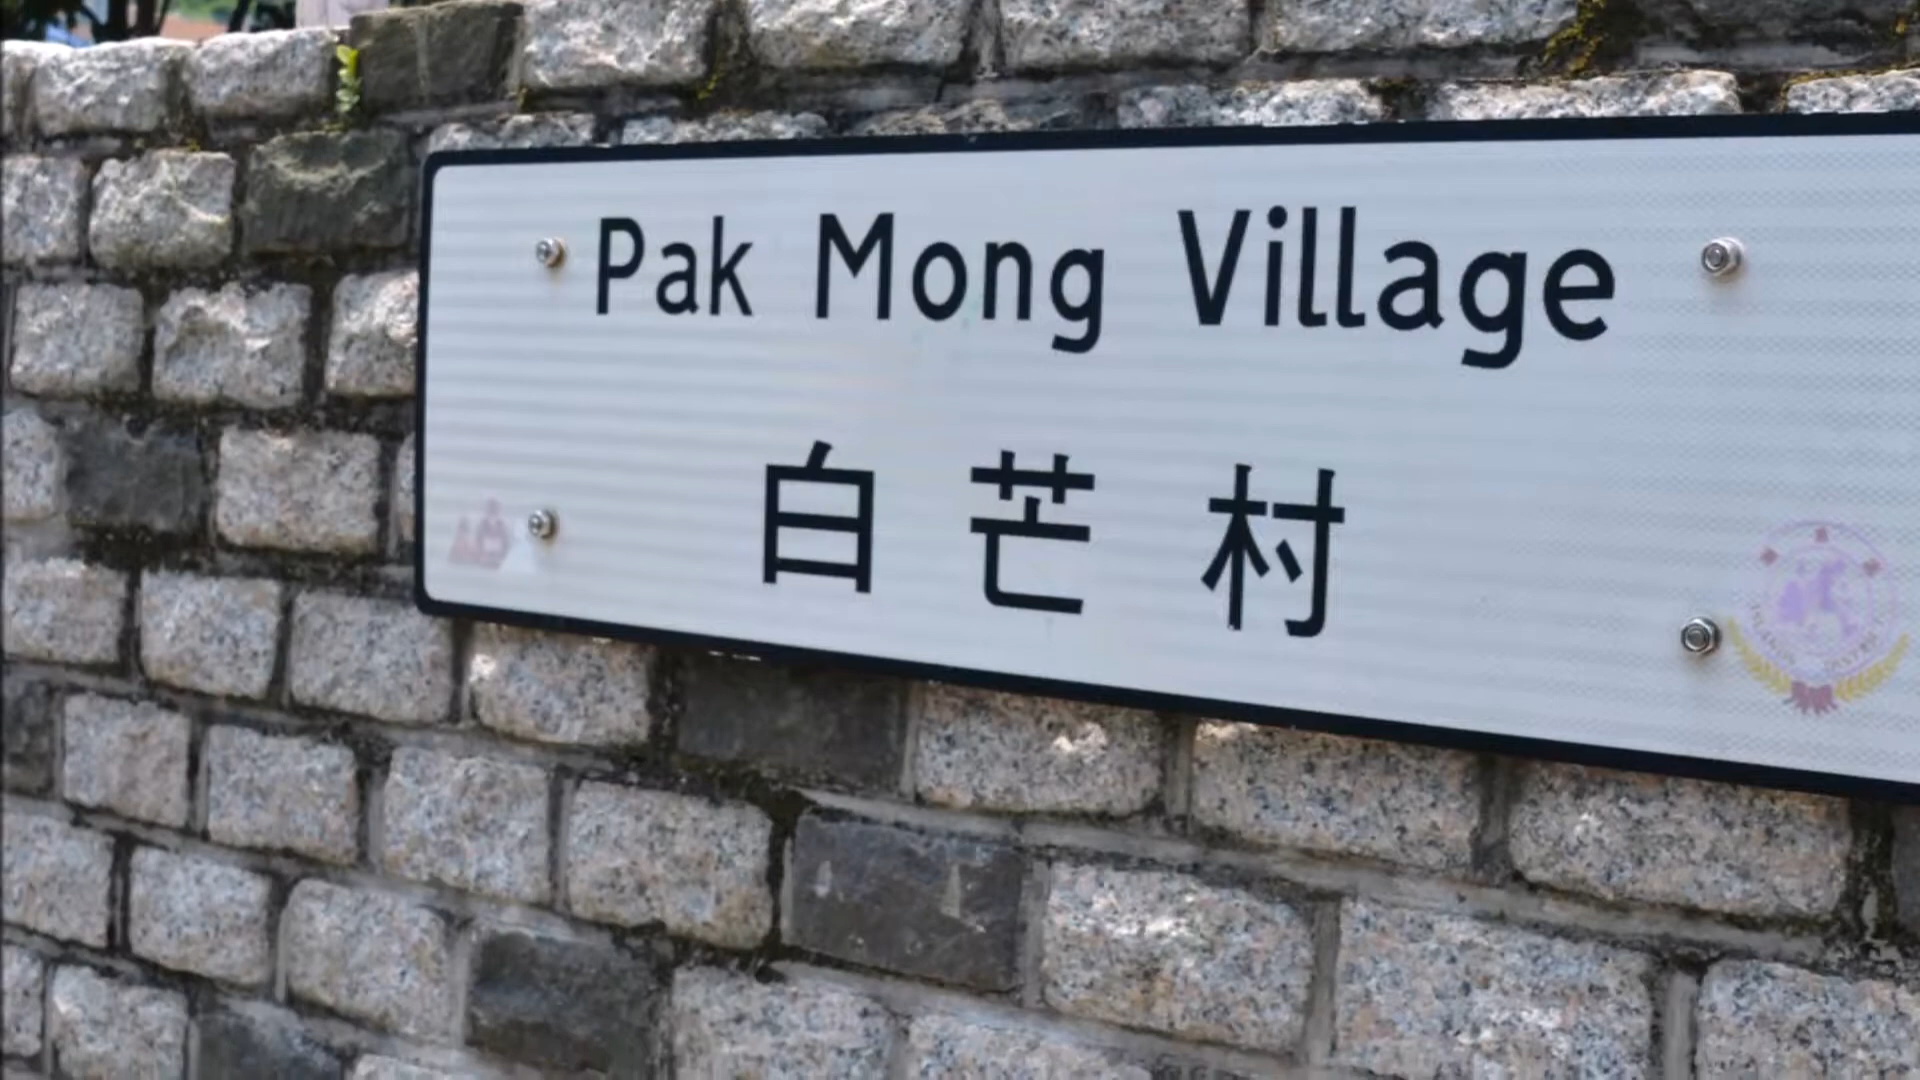 Pak Mong Village
白芒村